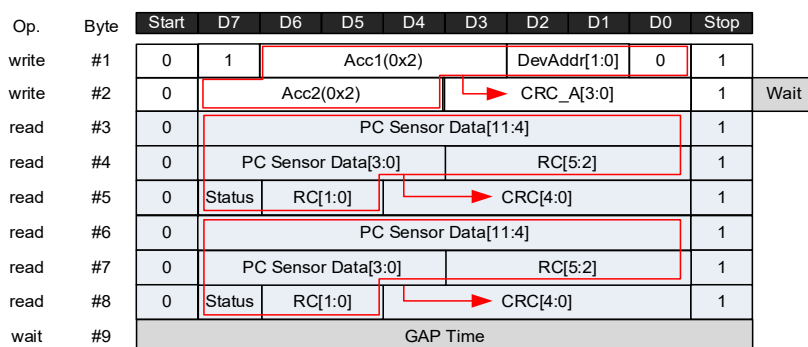 Op. Byte Start D7 D6 D5 D4 D3 D2 D1 D0 Stop
write #1 0 1 Acc1(0x2) DevAddr[1:0] 0 1
write #2 0 Acc2(0x2) CRC_A[3:0] 1 Wait
read #3 0 PC Sensor Data[11:4] 1
read #4 0 PC Sensor Data[3:0] RC[5:2] 1
read #5 0 Status RC[1:0] CRC[4:0] 1
read #6 0 PC Sensor Data[11:4] 1
read #7 0 PC Sensor Data[3:0] RC[5:2] 1
read #8 0 Status RC[1:0] CRC[4:0] 1
wait #9 GAP Time